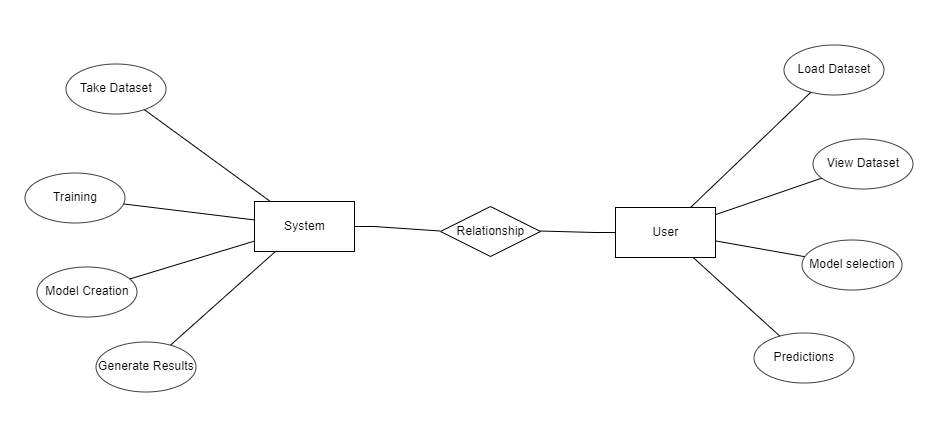 Load Dataset
Take Dataset
View Dataset
Training
System
Relationship
User
Model selection
Model Creation
Predictions
Generate Results